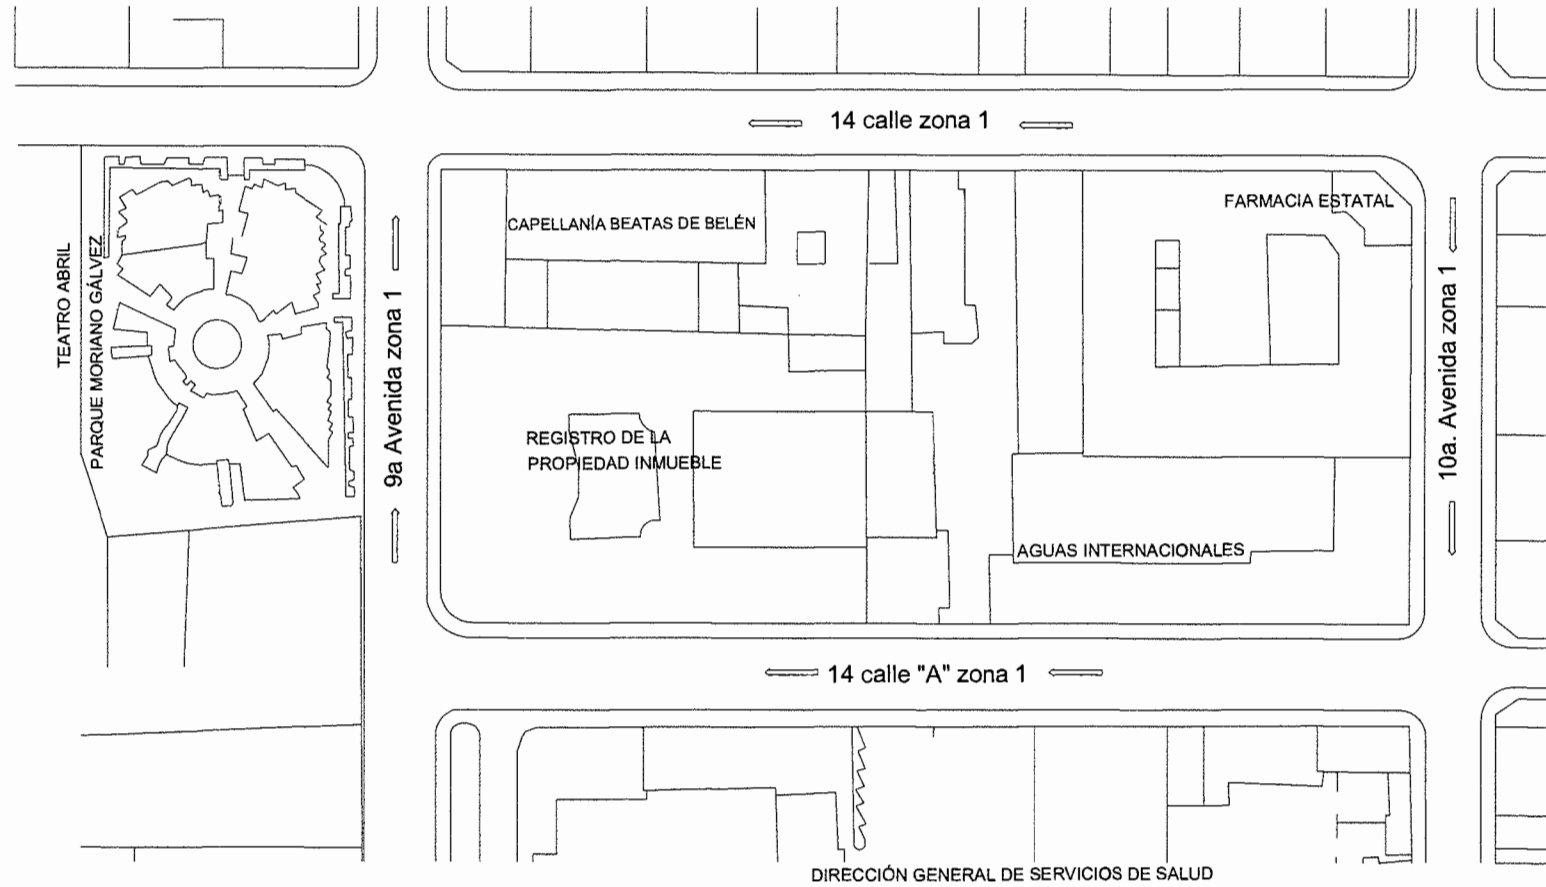 14 calle zona 1
FARMACIA ESTATAL
CAPELLANÍA BEATAS DE BELÉN
TEATRO ABRIL
PARQUE MORIANO GÁLVEZ
9a Avenida zona 1
10a. Avenida zona 1
REGISTRO DE LA
PROPIEDAD INMUEBLE
AGUAS INTERNACIONALES
14 calle "A" zona 1
DIRECCIÓN GENERAL DE SERVICIOS DE SALUD